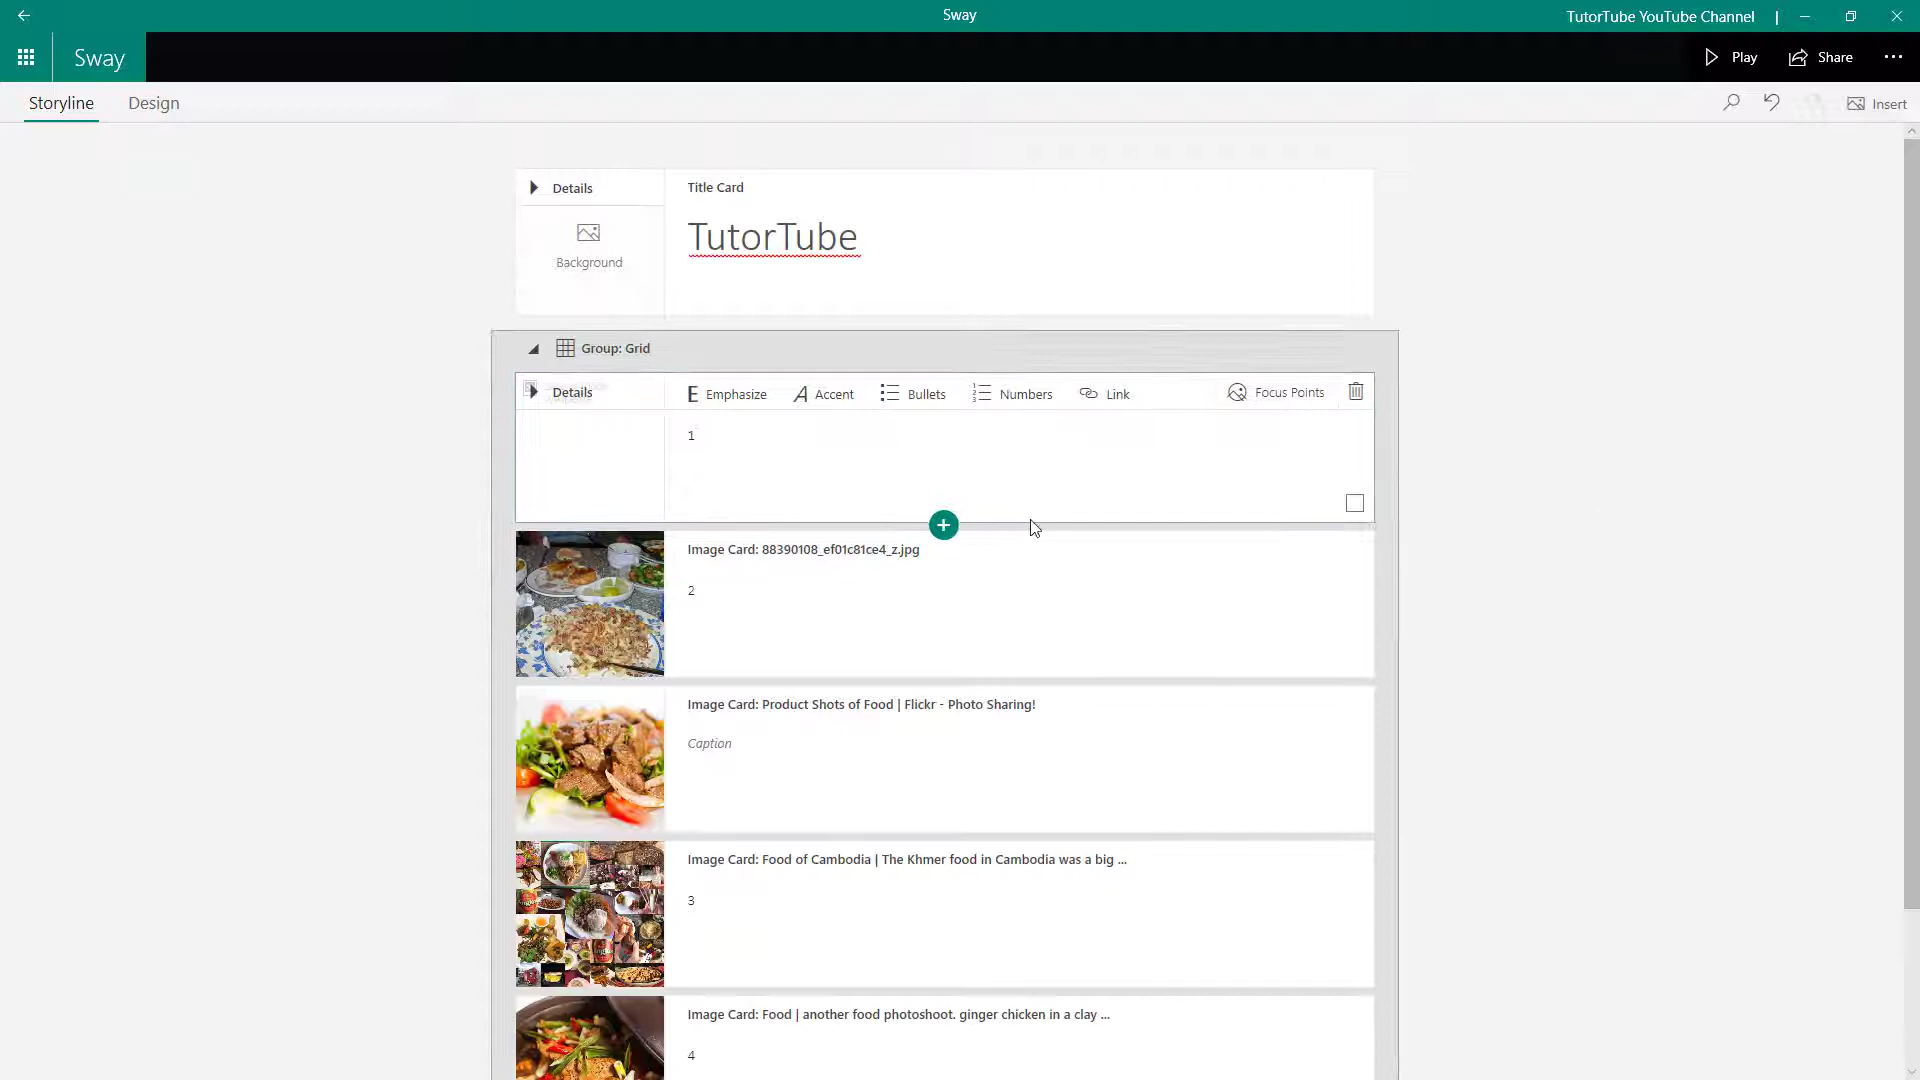 Sway
TutorTube YouTube Channel
Sway
Play
Share
Storyline
Design
Insert
Details
Title Card
TutorTube
Background
Group: Grid
Details
Emphasize
Accent
Bullets
Numbers
Link
Focus Points
1
Image Card: 88390108_ef01c81ce4_z.jpg
2
Image Card: Product Shots of Food | Flickr - Photo Sharing!
Caption
Image Card: Food of Cambodia | The Khmer food in Cambodia was a big ...
3
Image Card: Food | another food photoshoot. ginger chicken in a clay ...
4